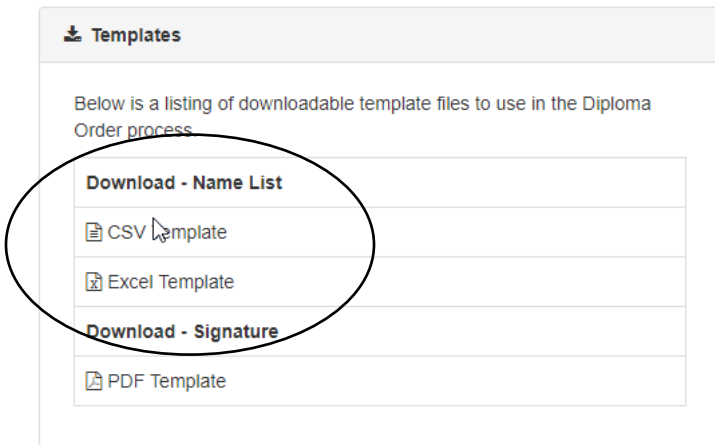 Templates
Below is a listing of downloadable template files to use in the Diploma
Order process.
Download - Name List
CSV Template
Excel Template
Download - Signature
PDF Template